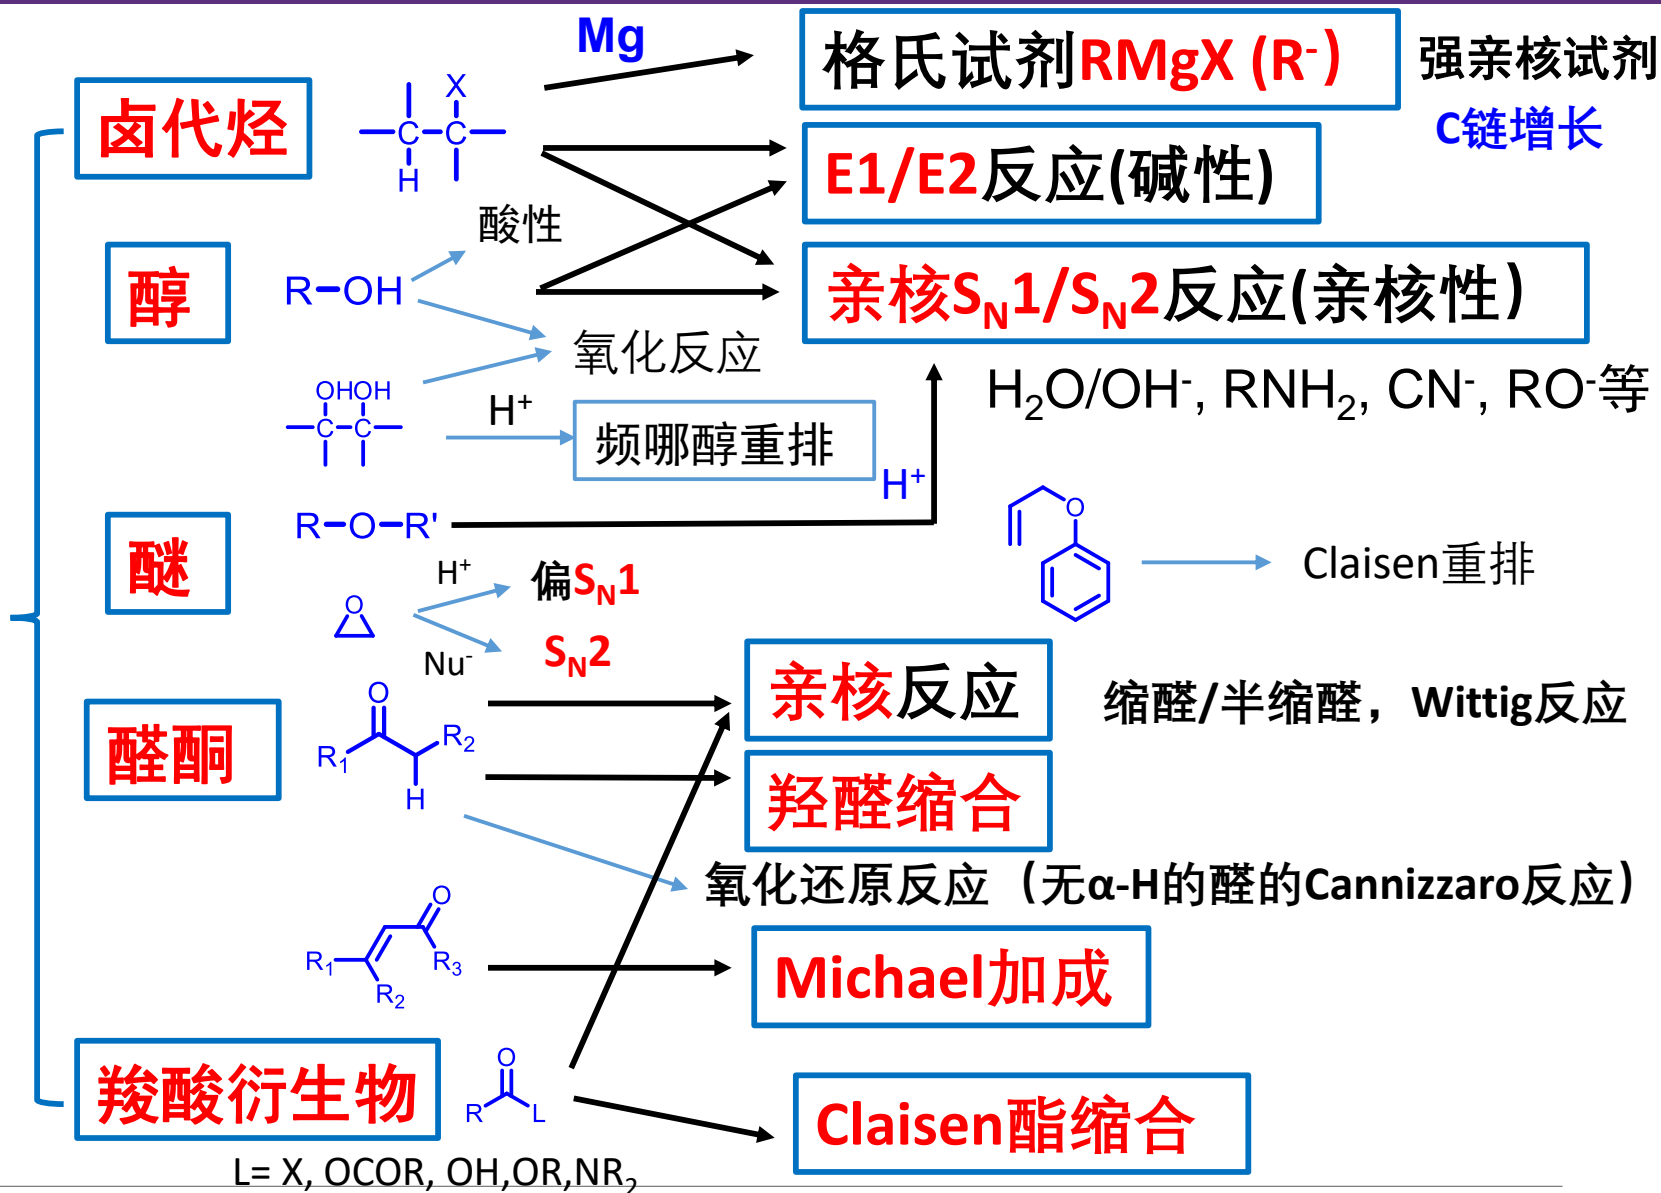 Mg
格氏试剂RMgX (R⁻)
强亲核试剂
C链增长
卤代烃
X
C C
H
E1/E2反应(碱性)
酸性
醇
R-OH
亲核S_N1/S_N2反应(亲核性)
氧化反应
H₂O/OH⁻, RNH₂, CN⁻, RO⁻等
OHOH
C C
H⁺
频哪醇重排
H⁺
醚
R-O-R'
O
Claisen重排
H⁺
偏S_N1
O
Nu⁻
S_N2
醛酮
O
R₁
R₂
H
亲核反应
缩醛/半缩醛，Wittig反应
羟醛缩合
氧化还原反应（无α-H的醛的Cannizzaro反应）
O
R₁
R₂
R₃
Michael加成
羧酸衍生物
O
R
L
Claisen酯缩合
L= X, OCOR, OH,OR,NR₂